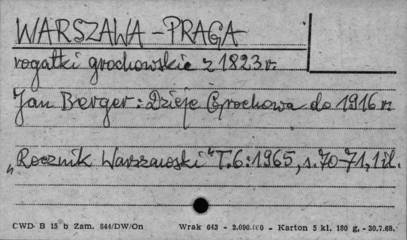 WARSZAWA - PRAGA
rogatki grochowskie z 1823 r.
Jan Berger: Dzieje Grochowa do 1916 r.
„Rocznik Warszawski" T.6: 1965, s. 70-71, 1 il.
CWD B 15 b Zam. 344/DW/On Wrak 643 - 2.000.000 - Karton 5 kl. 180 g, - 30.7.68.